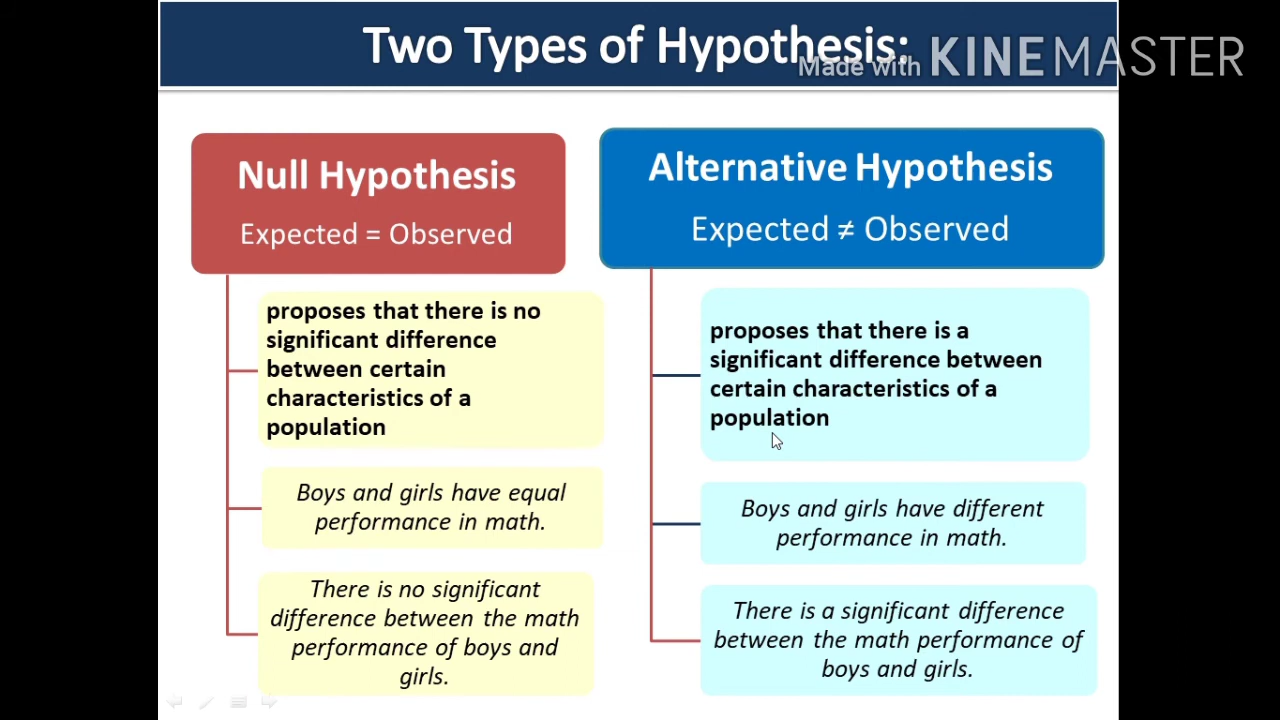 Two Types of Hypothesis:
Made with KINEMASTER
Null Hypothesis
Expected = Observed
proposes that there is no
significant difference
between certain
characteristics of a
population
Boys and girls have equal
performance in math.
There is no significant
difference between the math
performance of boys and
girls.
Alternative Hypothesis
Expected ≠ Observed
proposes that there is a
significant difference between
certain characteristics of a
population
Boys and girls have different
performance in math.
There is a significant difference
between the math performance of
boys and girls.